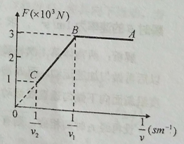 F(×10³N)
3
B
A
2
1
C
0
1/v₂
1/v₁
1/v (sm⁻¹)